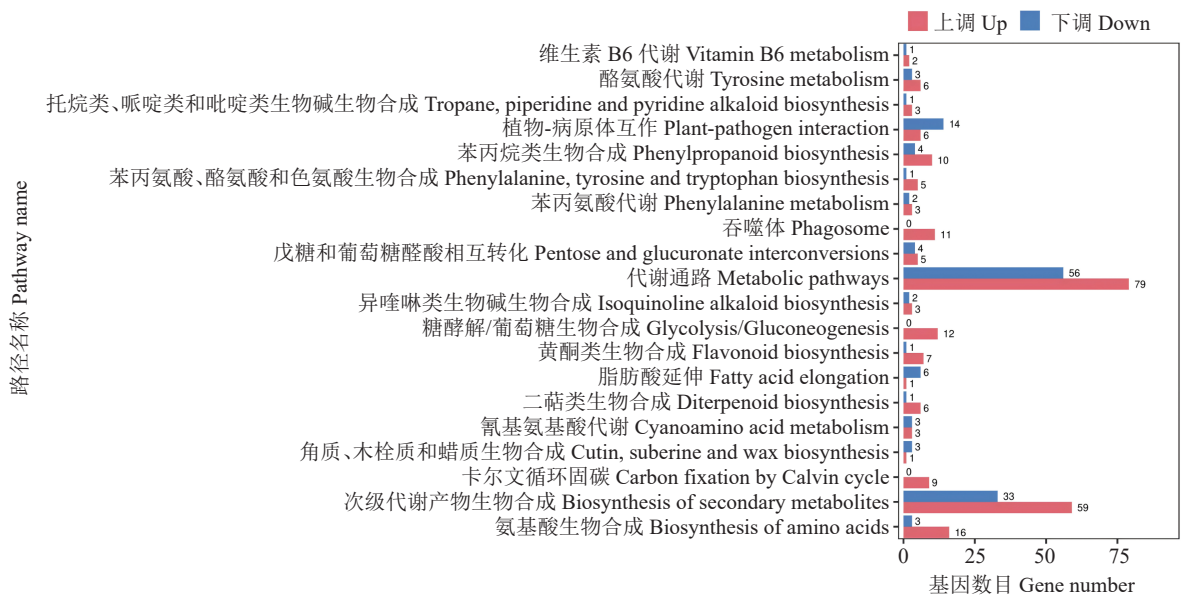 上调 Up 下调 Down
维生素 B6 代谢 Vitamin B6 metabolism 1 2
酪氨酸代谢 Tyrosine metabolism 3 6
托烷类、哌啶类和吡啶类生物碱生物合成 Tropane, piperidine and pyridine alkaloid biosynthesis 1 3
植物-病原体互作 Plant-pathogen interaction 14 6
苯丙烷类生物合成 Phenylpropanoid biosynthesis 4 10
苯丙氨酸、酪氨酸和色氨酸生物合成 Phenylalanine, tyrosine and tryptophan biosynthesis 1 5
苯丙氨酸代谢 Phenylalanine metabolism 2 3
吞噬体 Phagosome 0 11
戊糖和葡萄糖醛酸相互转化 Pentose and glucuronate interconversions 4 5
代谢通路 Metabolic pathways 56 79
异喹啉类生物碱生物合成 Isoquinoline alkaloid biosynthesis 2 3
糖酵解/葡萄糖生物合成 Glycolysis/Gluconeogenesis 0 12
黄酮类生物合成 Flavonoid biosynthesis 1 7
脂肪酸延伸 Fatty acid elongation 6 1
二萜类生物合成 Diterpenoid biosynthesis 1 6
氰基氨基酸代谢 Cyanoamino acid metabolism 3 3
角质、木栓质和蜡质生物合成 Cutin, suberine and wax biosynthesis 3 1
卡尔文循环固碳 Carbon fixation by Calvin cycle 0 9
次级代谢产物生物合成 Biosynthesis of secondary metabolites 33 59
氨基酸生物合成 Biosynthesis of amino acids 3 16
0 25 50 75
基因数目 Gene number
路径名称 Pathway name